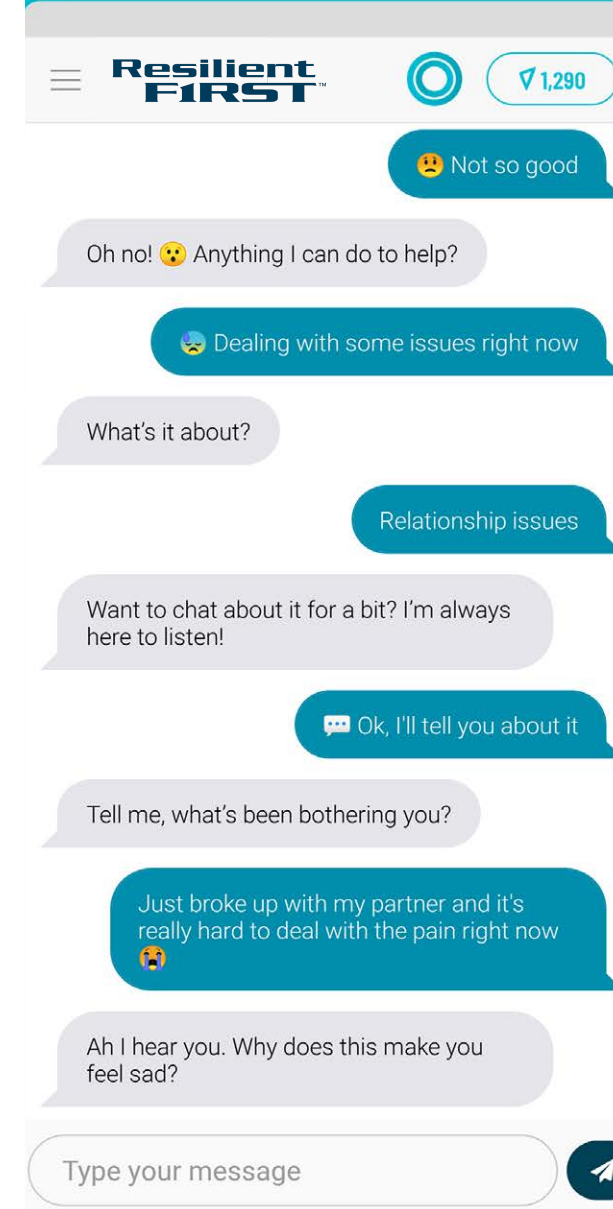 Resilient
FIRST™
1,290
😟 Not so good
Oh no! 😮 Anything I can do to help?
😓 Dealing with some issues right now
What’s it about?
Relationship issues
Want to chat about it for a bit? I’m always
here to listen!
💬 Ok, I'll tell you about it
Tell me, what’s been bothering you?
Just broke up with my partner and it's
really hard to deal with the pain right now
😭
Ah I hear you. Why does this make you
feel sad?
Type your message